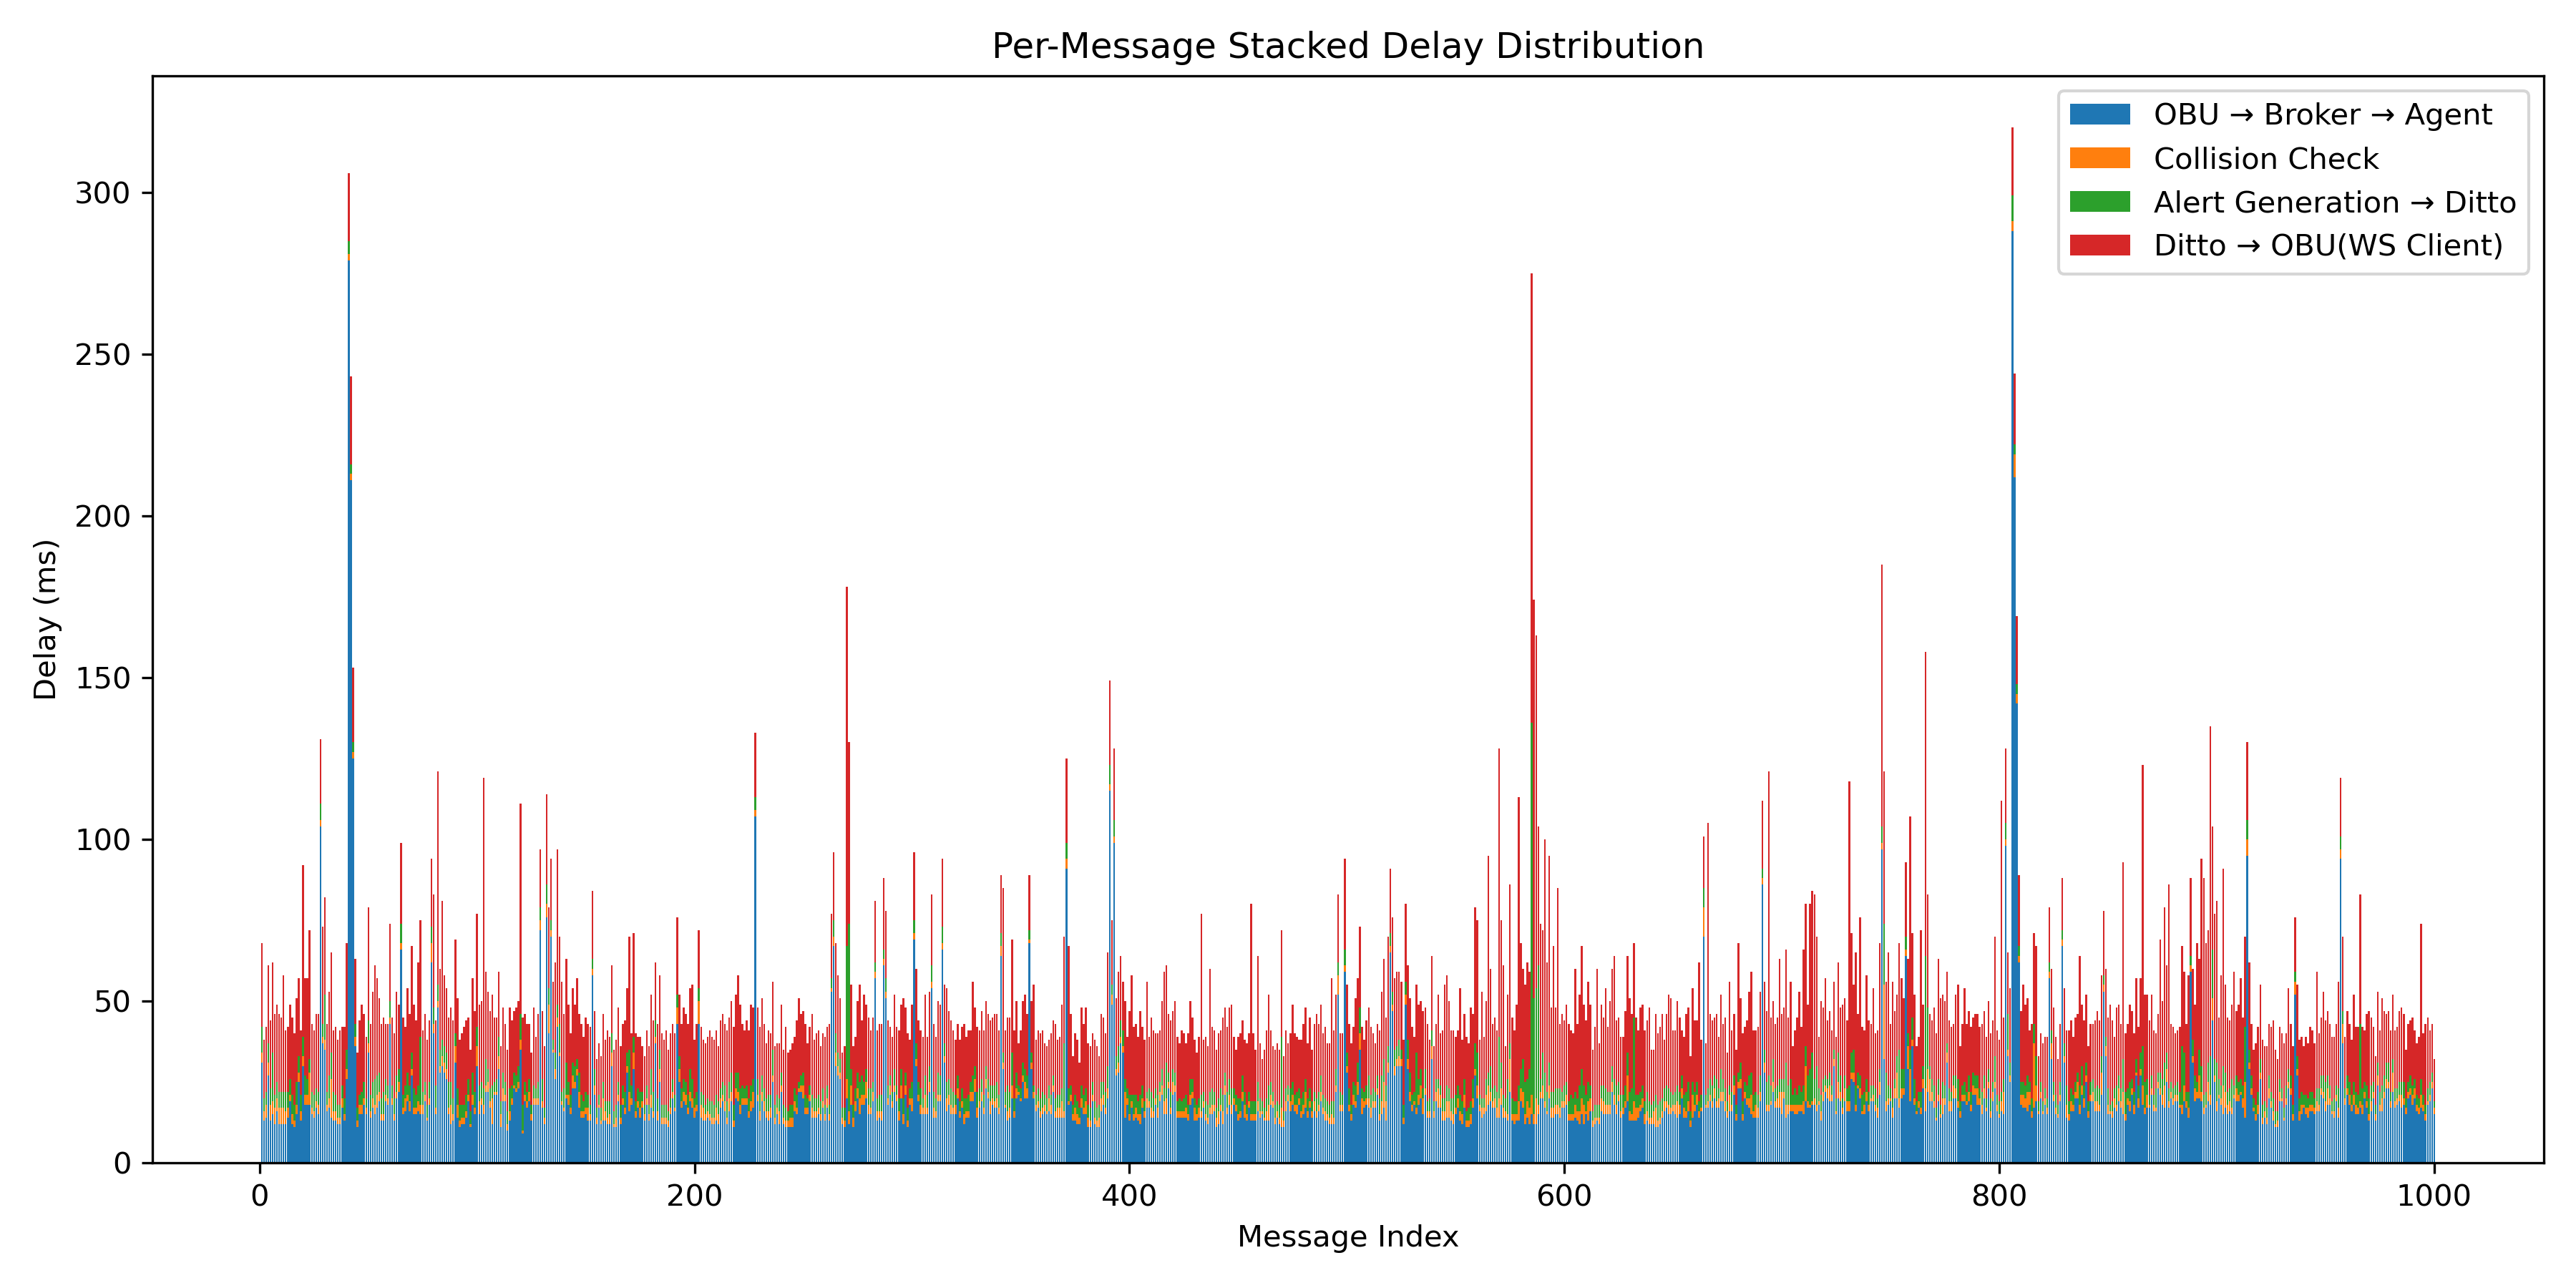 Per-Message Stacked Delay Distribution
OBU → Broker → Agent
Collision Check
Alert Generation → Ditto
Ditto → OBU(WS Client)
300
250
200
150
100
50
0
Delay (ms)
0 200 400 600 800 1000
Message Index